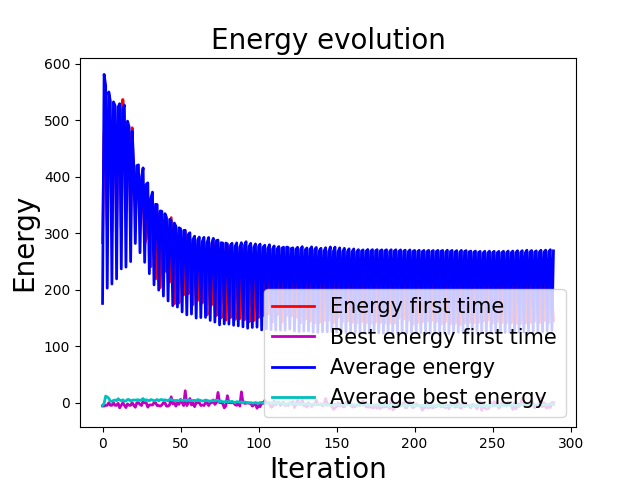 Energy evolution
600
500
400
300
200
100
0
Energy
Energy first time
Best energy first time
Average energy
Average best energy
0 50 100 150 200 250 300
Iteration